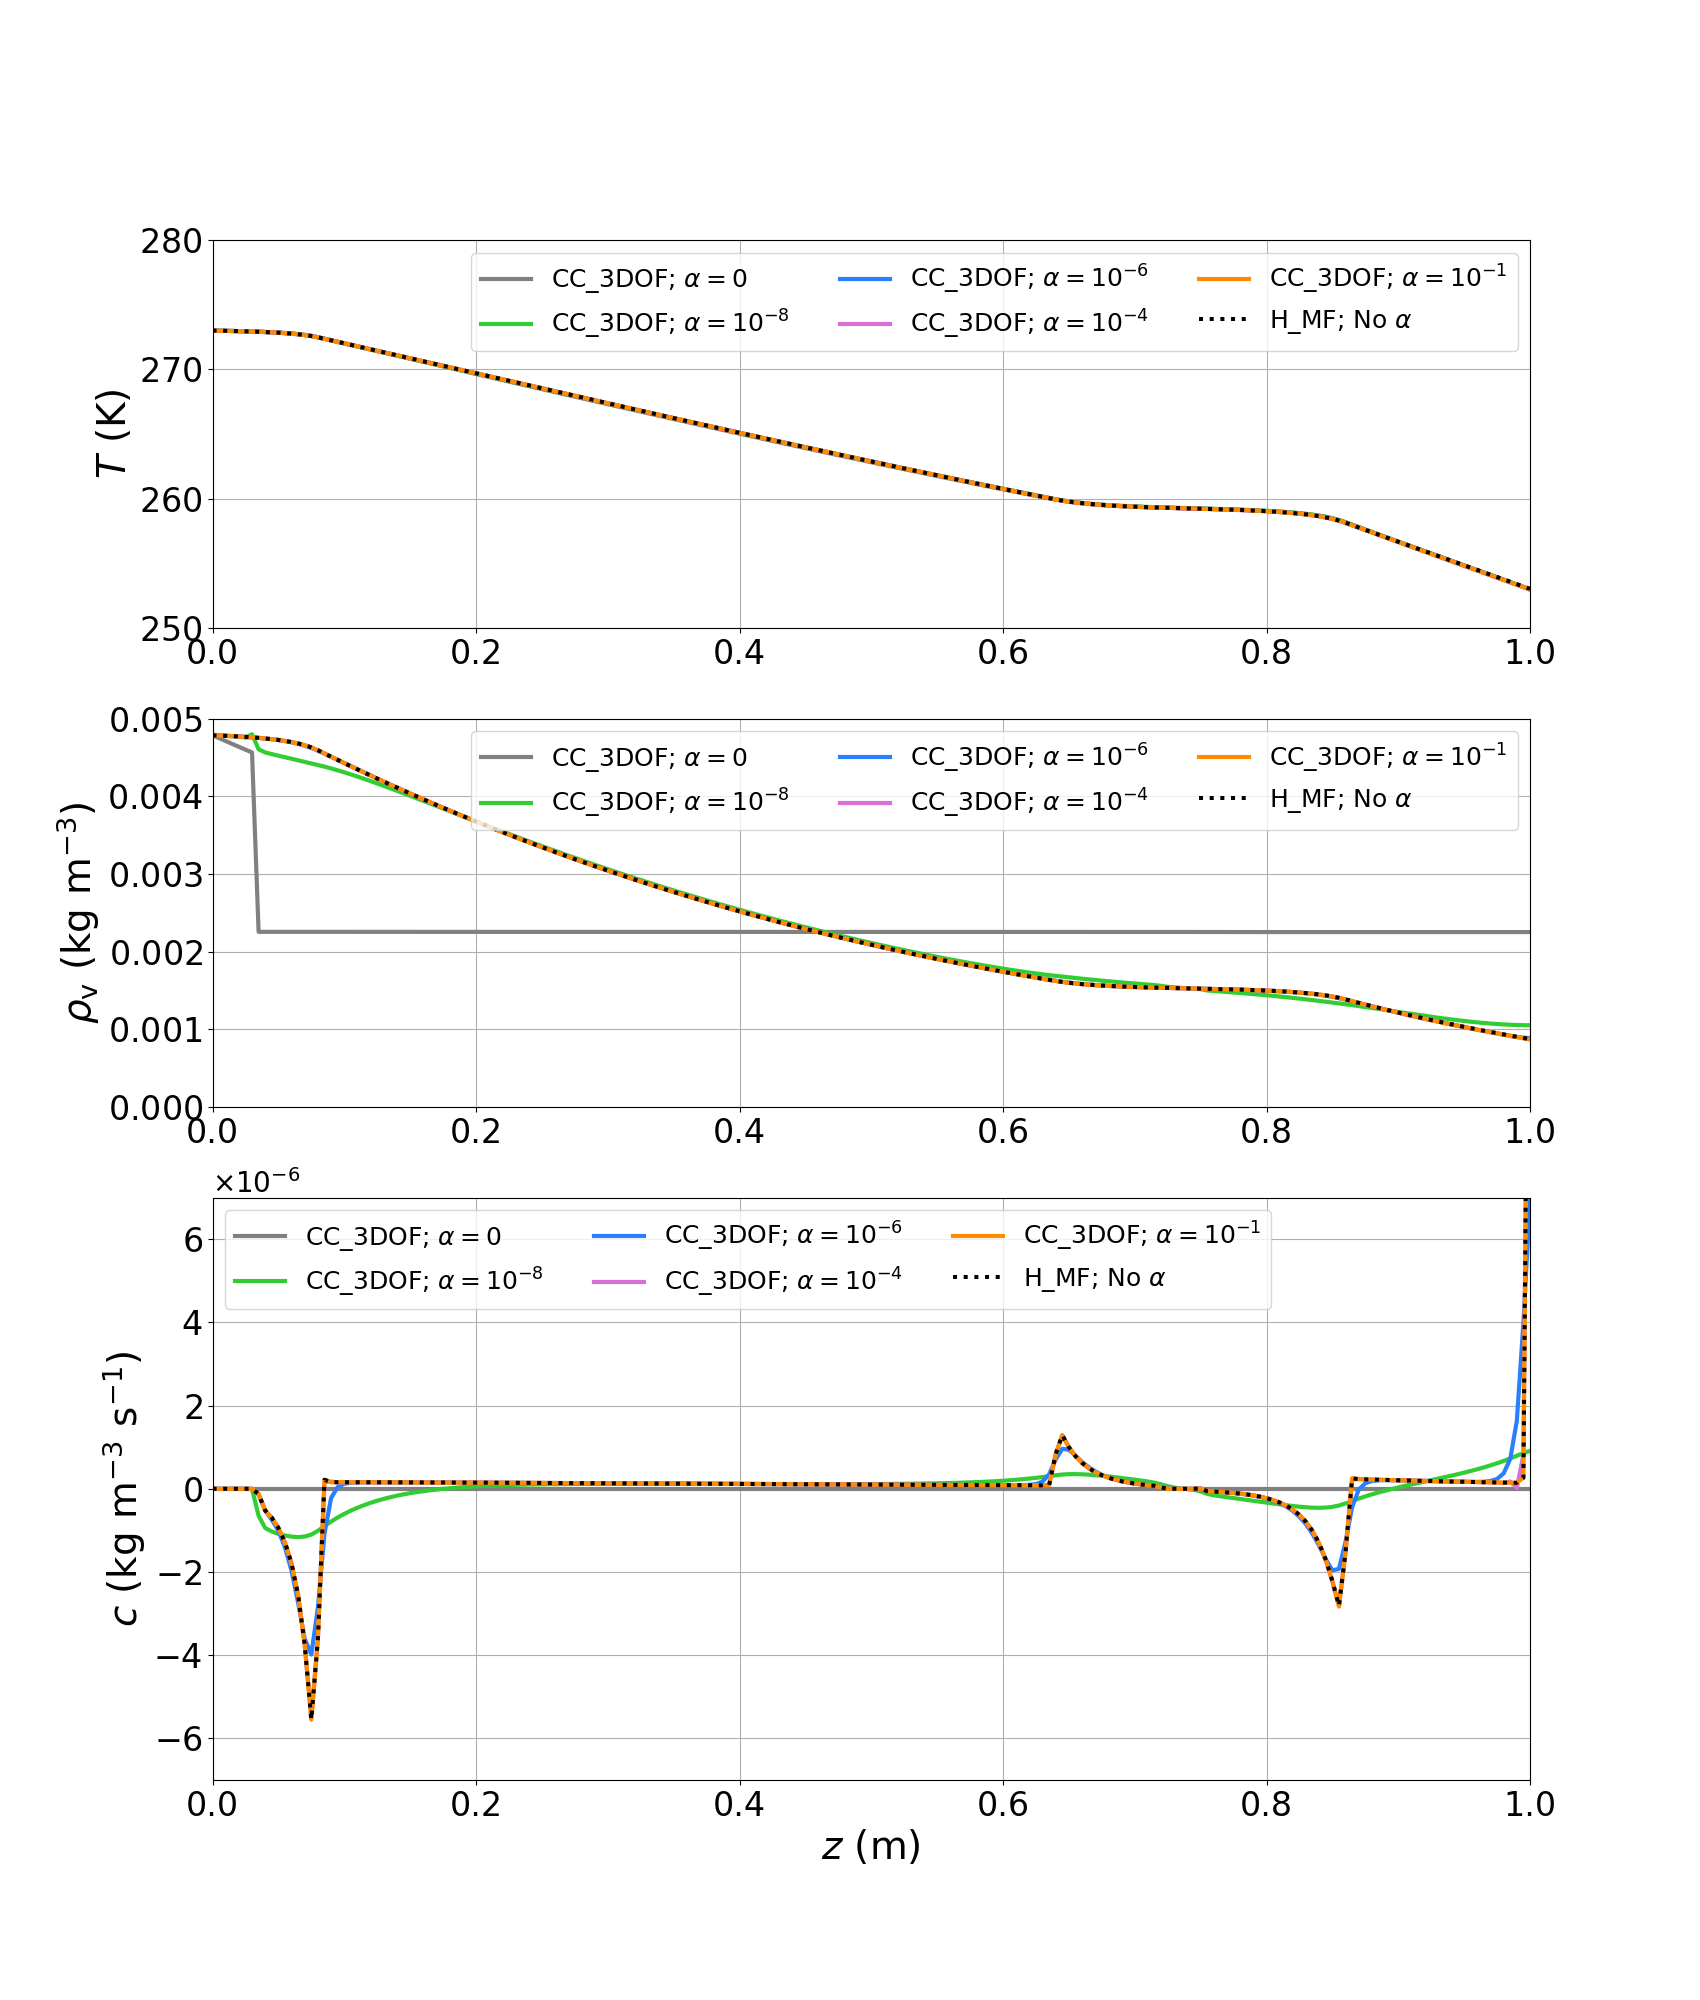 280
270
260
250
T (K)
CC_3DOF; α = 0
CC_3DOF; α = 10⁻⁸
CC_3DOF; α = 10⁻⁶
CC_3DOF; α = 10⁻⁴
CC_3DOF; α = 10⁻¹
H_MF; No α
0.0 0.2 0.4 0.6 0.8 1.0
0.005
0.004
0.003
0.002
0.001
0.000
ρᵥ (kg m⁻³)
CC_3DOF; α = 0
CC_3DOF; α = 10⁻⁸
CC_3DOF; α = 10⁻⁶
CC_3DOF; α = 10⁻⁴
CC_3DOF; α = 10⁻¹
H_MF; No α
0.0 0.2 0.4 0.6 0.8 1.0
×10⁻⁶
6
4
2
0
−2
−4
−6
c (kg m⁻³ s⁻¹)
CC_3DOF; α = 0
CC_3DOF; α = 10⁻⁸
CC_3DOF; α = 10⁻⁶
CC_3DOF; α = 10⁻⁴
CC_3DOF; α = 10⁻¹
H_MF; No α
0.0 0.2 0.4 0.6 0.8 1.0
z (m)